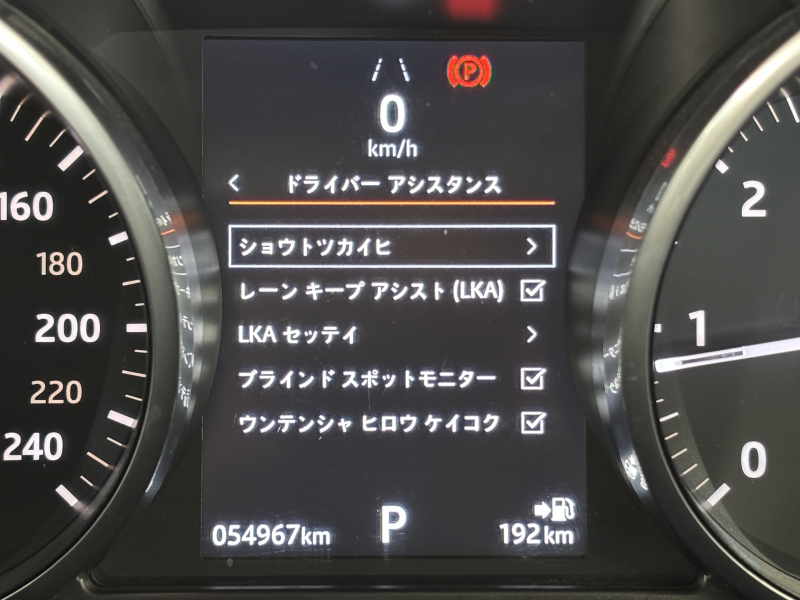 P
0
km/h
ドライバー アシスタンス
ショウトツカイヒ
レーン キープ アシスト (LKA)
LKA セッテイ
ブラインド スポットモニター
ウンテンシャ ヒロウ ケイコク
054967km
P
192km
160
180
200
220
240
2
1
0